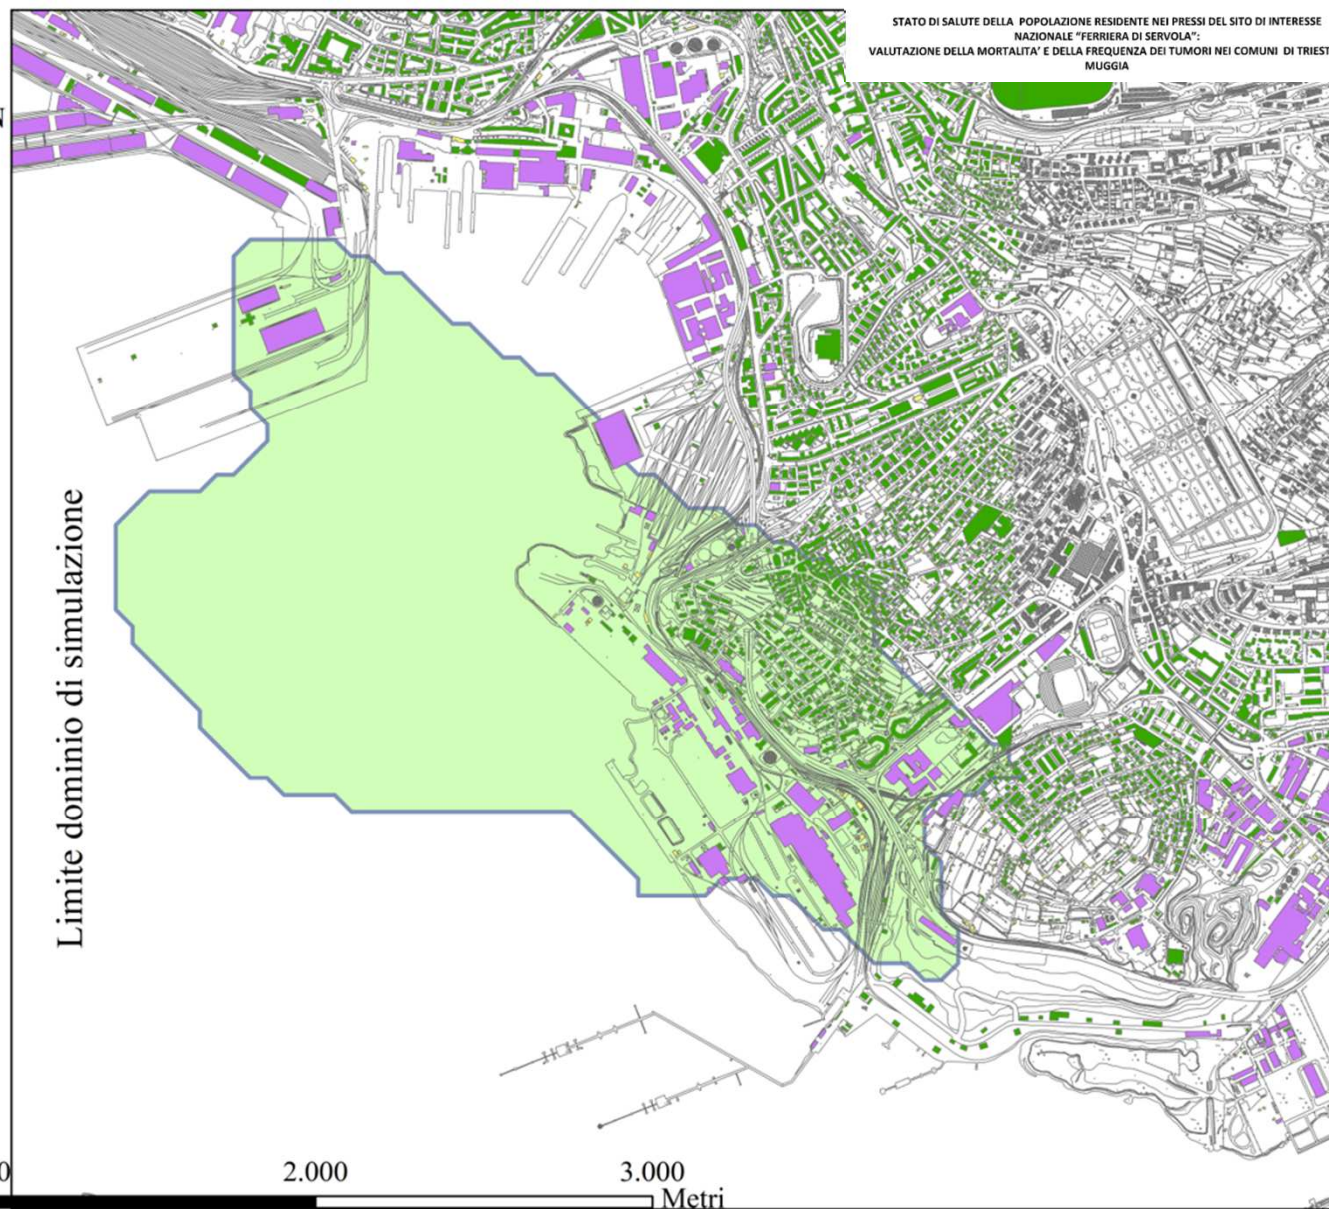 STATO DI SALUTE DELLA POPOLAZIONE RESIDENTE NEI PRESSI DEL SITO DI INTERESSE
NAZIONALE “FERRIERA DI SERVOLA”:
VALUTAZIONE DELLA MORTALITA’ E DELLA FREQUENZA DEI TUMORI NEI COMUNI DI TRIEST
MUGGIA
Limite dominio di simulazione
0
2.000
3.000
Metri